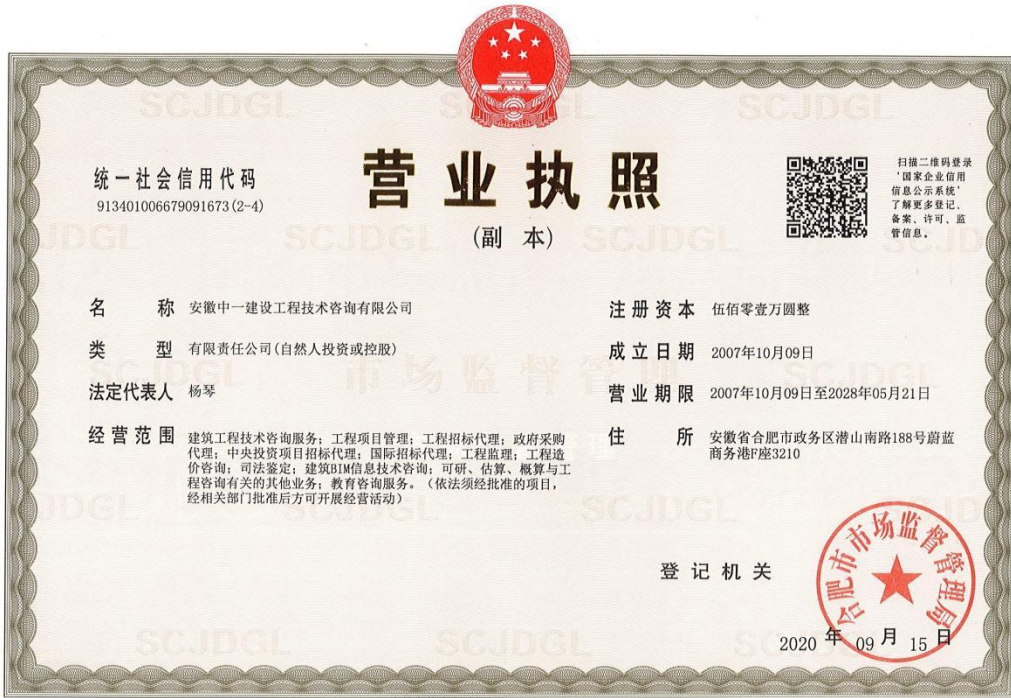 统一社会信用代码
913401006679091673(2-4)
营业执照
(副 本)
扫描二维码登录
‘国家企业信用
信息公示系统’
了解更多登记、
备案、许可、监
管信息。
名 称 安徽中一建设工程技术咨询有限公司
类 型 有限责任公司(自然人投资或控股)
法定代表人 杨琴
经营范围 建筑工程技术咨询服务；工程项目管理；工程招标代理；政府采购
代理；中央投资项目招标代理；国际招标代理；工程监理；工程造
价咨询；司法鉴定；建筑BIM信息技术咨询；可研、估算、概算与工
程咨询有关的其他业务；教育咨询服务。（依法须经批准的项目，
经相关部门批准后方可开展经营活动）
注册资本 伍佰零壹万圆整
成立日期 2007年10月09日
营业期限 2007年10月09日至2028年05月21日
住 所 安徽省合肥市政务区潜山南路188号蔚蓝
商务港F座3210
登记机关
合肥市市场监督管理局
2020 年 09 月 15 日
SCJDGL
市场监督管理